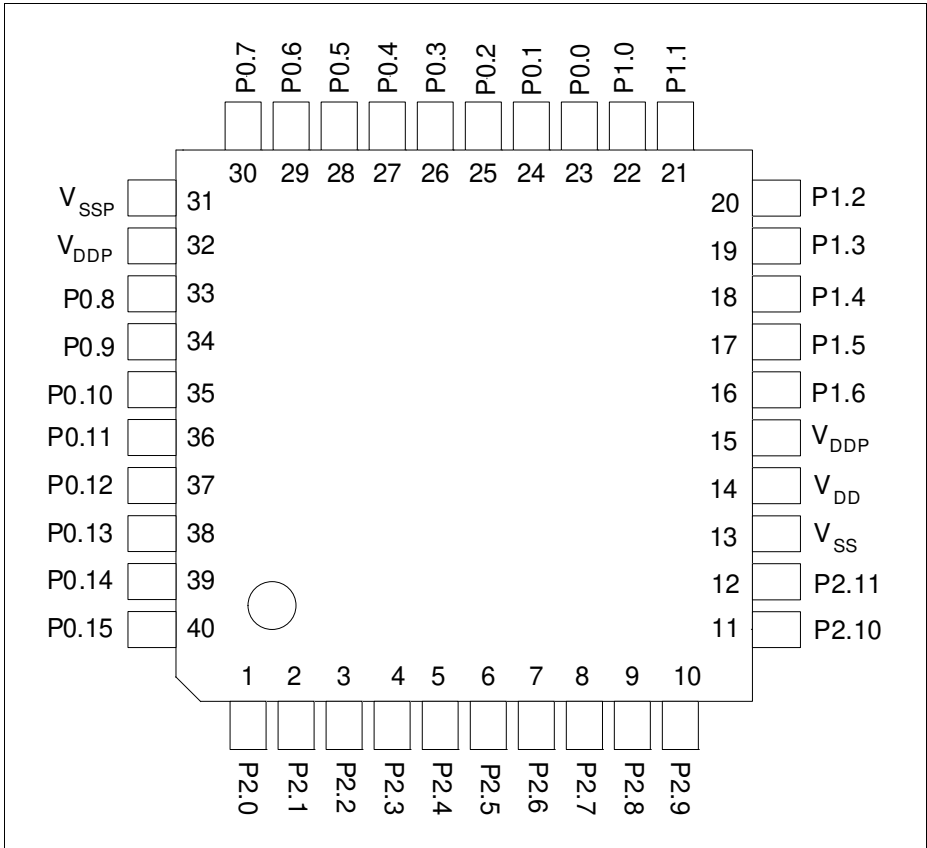 P0.7 P0.6 P0.5 P0.4 P0.3 P0.2 P0.1 P0.0 P1.0 P1.1
30 29 28 27 26 25 24 23 22 21
VSSP 31 20 P1.2
VDDP 32 19 P1.3
P0.8 33 18 P1.4
P0.9 34 17 P1.5
P0.10 35 16 P1.6
P0.11 36 15 VDDP
P0.12 37 14 VDD
P0.13 38 13 VSS
P0.14 39 12 P2.11
P0.15 40 11 P2.10
1 2 3 4 5 6 7 8 9 10
P2.0 P2.1 P2.2 P2.3 P2.4 P2.5 P2.6 P2.7 P2.8 P2.9